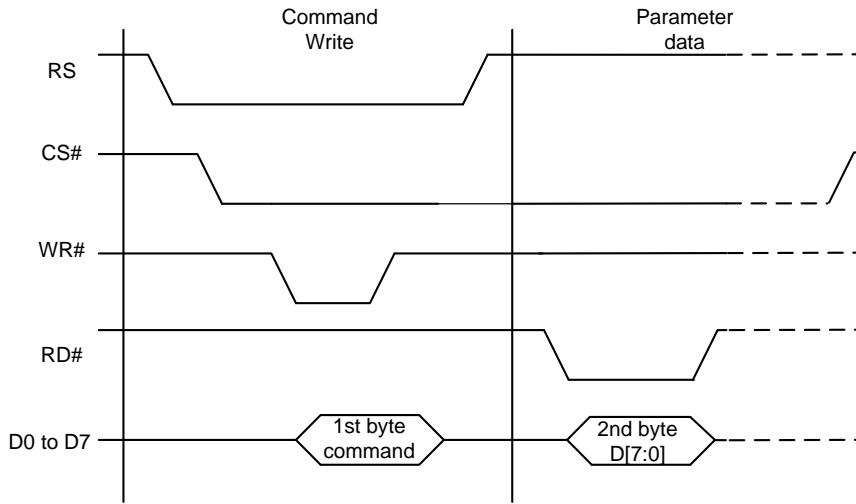 Command
Write
Parameter
data
RS
CS#
WR#
RD#
D0 to D7
1st byte
command
2nd byte
D[7:0]